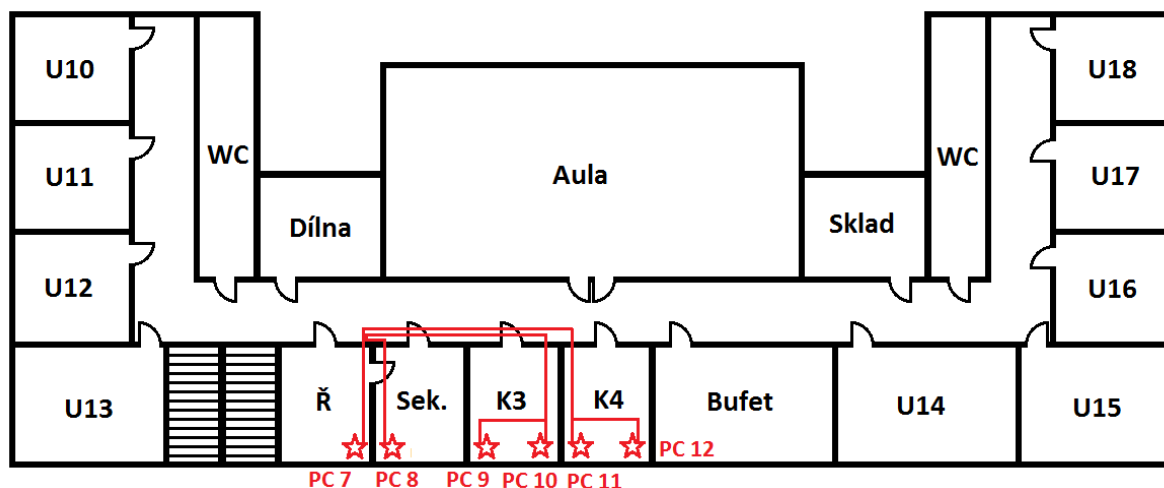 U10
U18
WC
WC
Aula
U11
U17
Dílna
Sklad
U12
U16
U13
Ř
Sek.
K3
K4
Bufet
U14
U15
PC 7
PC 8
PC 9
PC 10
PC 11
PC 12